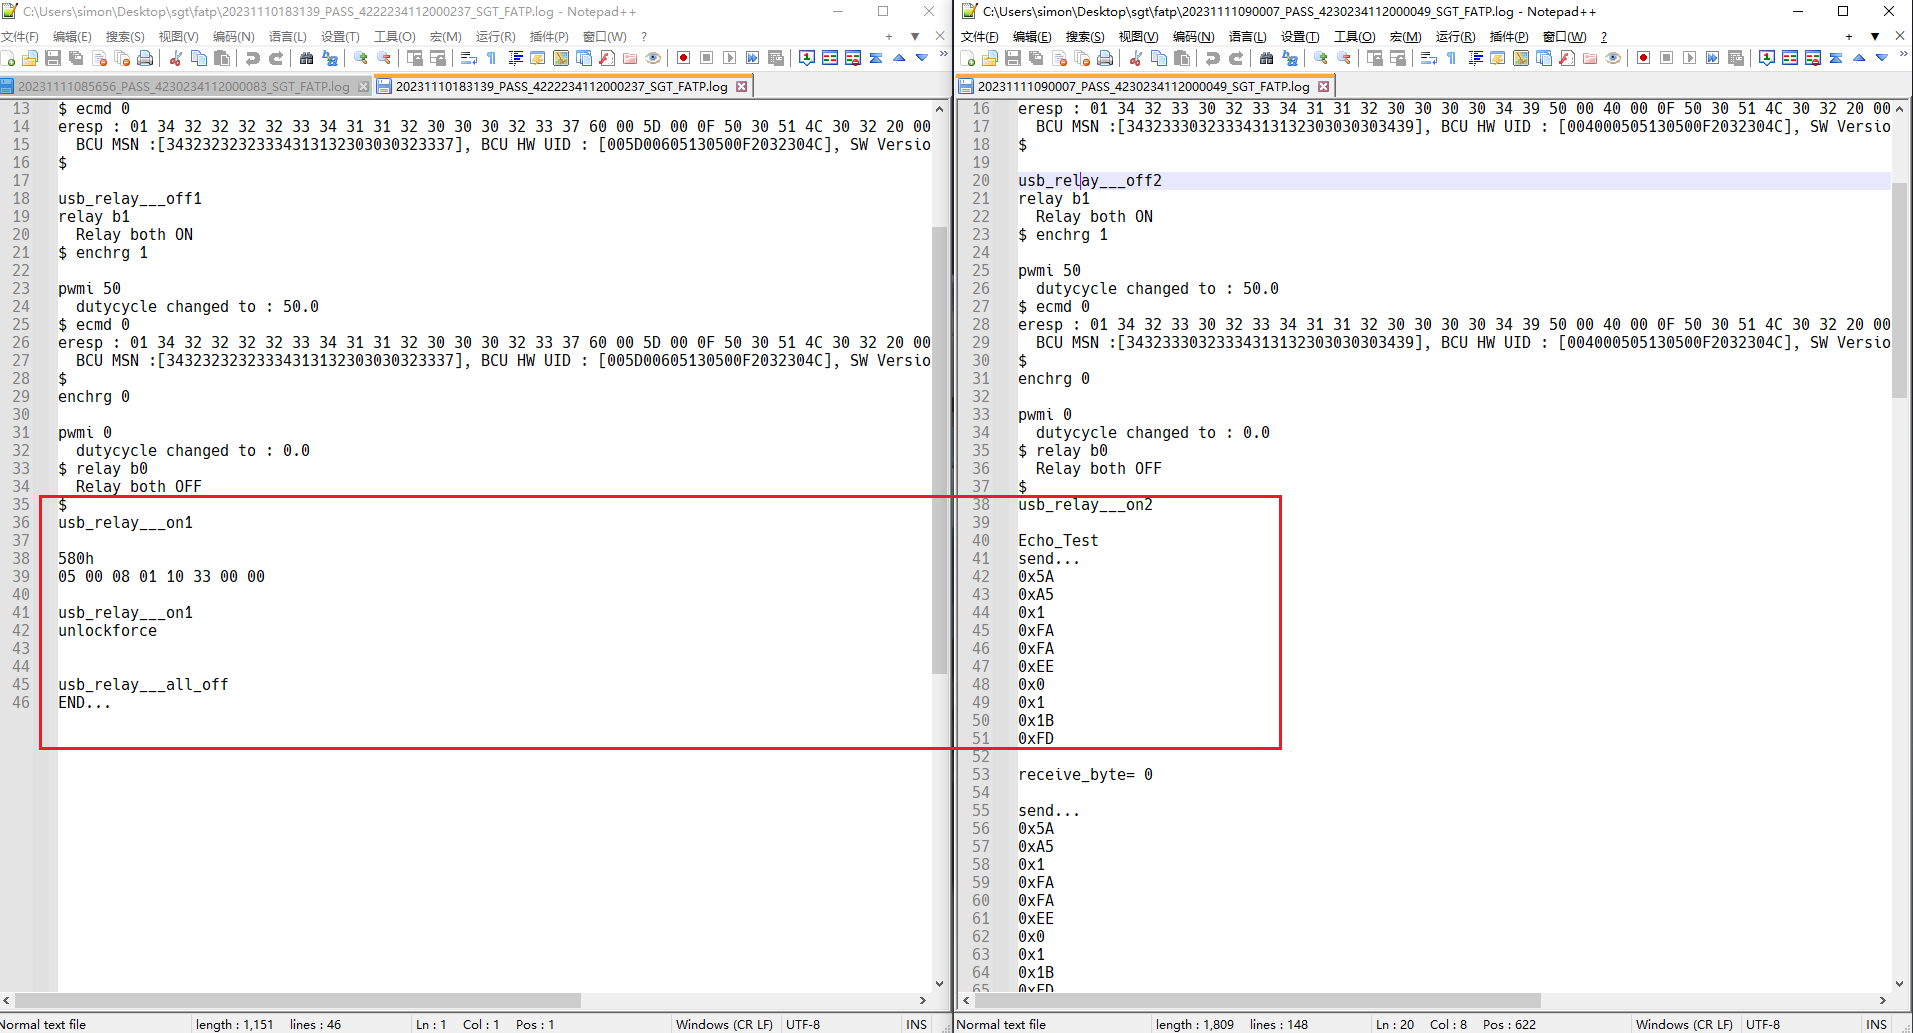 C:\Users\simon\Desktop\sgt\fatp\20231110183139_PASS_4222234112000237_SGT_FATP.log - Notepad++
文件(F) 编辑(E) 搜索(S) 视图(V) 编码(N) 语言(L) 设置(T) 工具(O) 宏(M) 运行(R) 插件(P) 窗口(W) ?
20231111085656_PASS_4230234112000083_SGT_FATP.log
20231110183139_PASS_4222234112000237_SGT_FATP.log
13 $ ecmd 0
14 eresp : 01 34 32 32 32 32 33 34 31 31 32 30 30 30 32 33 37 60 00 5D 00 0F 50 30 51 4C 30 32 20 00
15 BCU MSN :[34323232323334313132303030323337], BCU HW UID : [005D00605130500F2032304C], SW Versio
16 $
17
18 usb_relay___off1
19 relay b1
20 Relay both ON
21 $ enchrg 1
22
23 pwmi 50
24 dutycycle changed to : 50.0
25 $ ecmd 0
26 eresp : 01 34 32 32 32 32 33 34 31 31 32 30 30 30 32 33 37 60 00 5D 00 0F 50 30 51 4C 30 32 20 00
27 BCU MSN :[34323232323334313132303030323337], BCU HW UID : [005D00605130500F2032304C], SW Versio
28 $
29 enchrg 0
30
31 pwmi 0
32 dutycycle changed to : 0.0
33 $ relay b0
34 Relay both OFF
35 $
36 usb_relay___on1
37
38 580h
39 05 00 08 01 10 33 00 00
40
41 usb_relay___on1
42 unlockforce
43
44
45 usb_relay___all_off
46 END...
Normal text file length : 1,151 lines : 46 Ln : 1 Col : 1 Pos : 1 Windows (CR LF) UTF-8 INS
C:\Users\simon\Desktop\sgt\fatp\20231111090007_PASS_4230234112000049_SGT_FATP.log - Notepad++
文件(F) 编辑(E) 搜索(S) 视图(V) 编码(N) 语言(L) 设置(T) 工具(O) 宏(M) 运行(R) 插件(P) 窗口(W) ?
20231111090007_PASS_4230234112000049_SGT_FATP.log
16 eresp : 01 34 32 33 30 32 33 34 31 31 32 30 30 30 30 34 39 50 00 40 00 0F 50 30 51 4C 30 32 20 00
17 BCU MSN :[34323330323334313132303030303439], BCU HW UID : [004000505130500F2032304C], SW Versio
18 $
19
20 usb_relay___off2
21 relay b1
22 Relay both ON
23 $ enchrg 1
24
25 pwmi 50
26 dutycycle changed to : 50.0
27 $ ecmd 0
28 eresp : 01 34 32 33 30 32 33 34 31 31 32 30 30 30 30 34 39 50 00 40 00 0F 50 30 51 4C 30 32 20 00
29 BCU MSN :[34323330323334313132303030303439], BCU HW UID : [004000505130500F2032304C], SW Versio
30 $
31 enchrg 0
32
33 pwmi 0
34 dutycycle changed to : 0.0
35 $ relay b0
36 Relay both OFF
37 $
38 usb_relay___on2
39
40 Echo_Test
41 send...
42 0x5A
43 0xA5
44 0x1
45 0xFA
46 0xFA
47 0xEE
48 0x0
49 0x1
50 0x1B
51 0xFD
52
53 receive_byte= 0
54
55 send...
56 0x5A
57 0xA5
58 0x1
59 0xFA
60 0xFA
61 0xEE
62 0x0
63 0x1
64 0x1B
65 0xFD
Normal text file length : 1,809 lines : 148 Ln : 20 Col : 8 Pos : 622 Windows (CR LF) UTF-8 INS